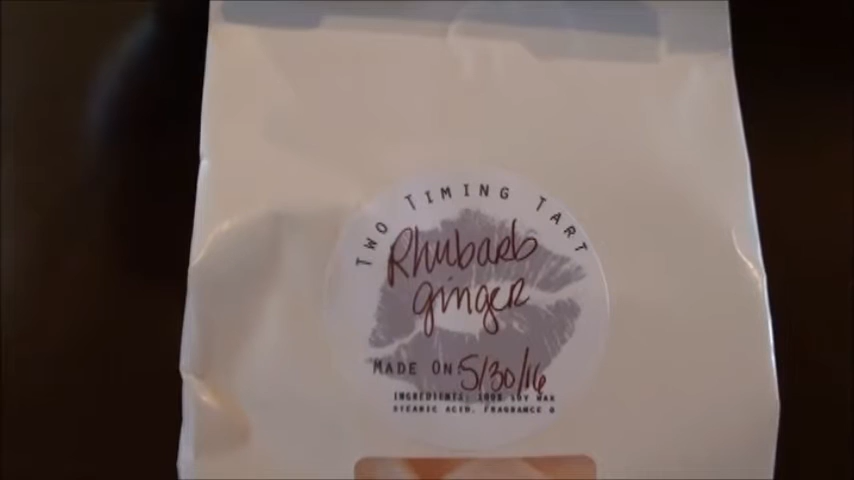 TWO TIMING TART
Rhubarb
ginger
MADE ON: 5/30/16
INGREDIENTS: 100% SOY WAX
STEARIC ACID, FRAGRANCE O